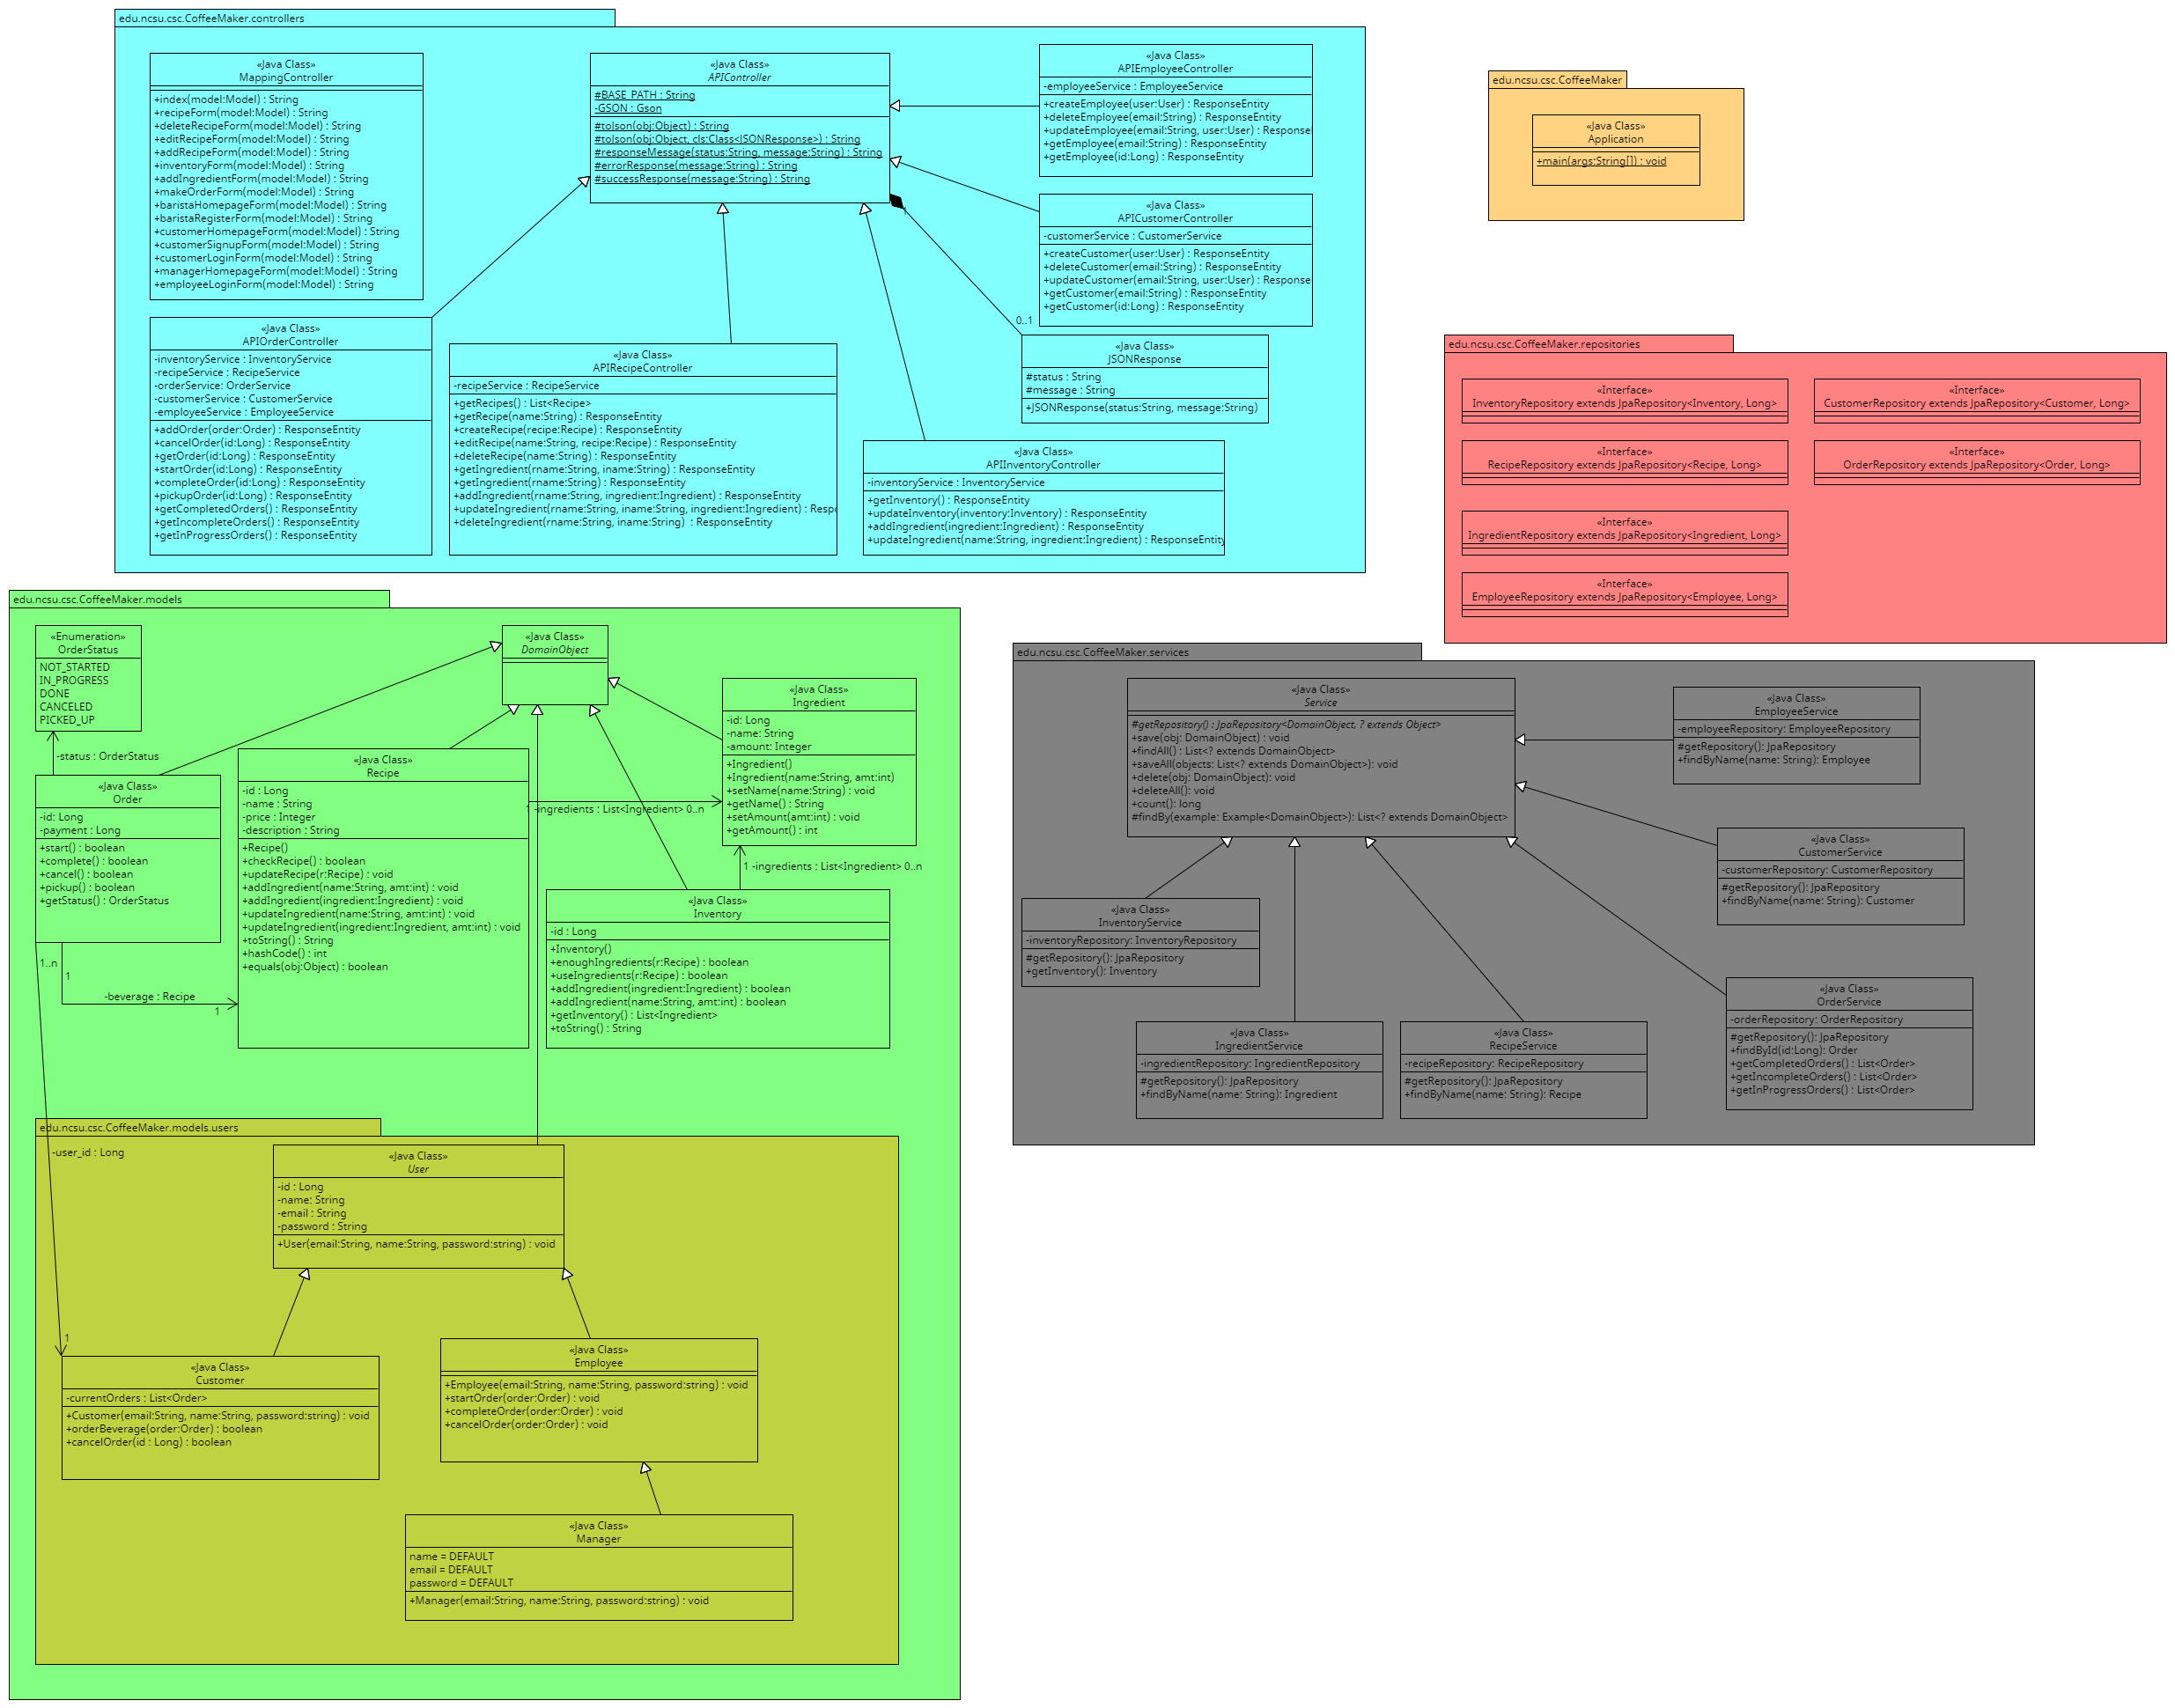 edu.ncsu.csc.CoffeeMaker.controllers
«Java Class»
MappingController
+index(model:Model) : String
+recipeForm(model:Model) : String
+deleteRecipeForm(model:Model) : String
+editRecipeForm(model:Model) : String
+addRecipeForm(model:Model) : String
+inventoryForm(model:Model) : String
+addIngredientForm(model:Model) : String
+makeOrderForm(model:Model) : String
+baristaHomepageForm(model:Model) : String
+baristaRegisterForm(model:Model) : String
+customerHomepageForm(model:Model) : String
+customerSignupForm(model:Model) : String
+customerLoginForm(model:Model) : String
+managerHomepageForm(model:Model) : String
+employeeLoginForm(model:Model) : String
«Java Class»
APIController
#BASE_PATH : String
-GSON : Gson
#toJson(obj:Object) : String
#toJson(obj:Object, cls:Class<JSONResponse>) : String
#responseMessage(status:String, message:String) : String
#errorResponse(message:String) : String
#successResponse(message:String) : String
1
0..1
«Java Class»
APIEmployeeController
-employeeService : EmployeeService
+createEmployee(user:User) : ResponseEntity
+deleteEmployee(email:String) : ResponseEntity
+updateEmployee(email:String, user:User) : Response
+getEmployee(email:String) : ResponseEntity
+getEmployee(id:Long) : ResponseEntity
«Java Class»
APICustomerController
-customerService : CustomerService
+createCustomer(user:User) : ResponseEntity
+deleteCustomer(email:String) : ResponseEntity
+updateCustomer(email:String, user:User) : Response
+getCustomer(email:String) : ResponseEntity
+getCustomer(id:Long) : ResponseEntity
«Java Class»
APIOrderController
-inventoryService : InventoryService
-recipeService : RecipeService
-orderService: OrderService
-customerService : CustomerService
-employeeService : EmployeeService
+addOrder(order:Order) : ResponseEntity
+cancelOrder(id:Long) : ResponseEntity
+getOrder(id:Long) : ResponseEntity
+startOrder(id:Long) : ResponseEntity
+completeOrder(id:Long) : ResponseEntity
+pickupOrder(id:Long) : ResponseEntity
+getCompletedOrders() : ResponseEntity
+getIncompleteOrders() : ResponseEntity
+getInProgressOrders() : ResponseEntity
«Java Class»
APIRecipeController
-recipeService : RecipeService
+getRecipes() : List<Recipe>
+getRecipe(name:String) : ResponseEntity
+createRecipe(recipe:Recipe) : ResponseEntity
+editRecipe(name:String, recipe:Recipe) : ResponseEntity
+deleteRecipe(name:String) : ResponseEntity
+getIngredient(rname:String, iname:String) : ResponseEntity
+getIngredient(rname:String) : ResponseEntity
+addIngredient(rname:String, ingredient:Ingredient) : ResponseEntity
+updateIngredient(rname:String, iname:String, ingredient:Ingredient) : Resp
+deleteIngredient(rname:String, iname:String)  : ResponseEntity
«Java Class»
JSONResponse
#status : String
#message : String
+JSONResponse(status:String, message:String)
«Java Class»
APIInventoryController
-inventoryService : InventoryService
+getInventory() : ResponseEntity
+updateInventory(inventory:Inventory) : ResponseEntity
+addIngredient(ingredient:Ingredient) : ResponseEntity
+updateIngredient(name:String, ingredient:Ingredient) : ResponseEntity
edu.ncsu.csc.CoffeeMaker
«Java Class»
Application
+main(args:String[]) : void
edu.ncsu.csc.CoffeeMaker.repositories
«Interface»
InventoryRepository extends JpaRepository<Inventory, Long>
«Interface»
CustomerRepository extends JpaRepository<Customer, Long>
«Interface»
RecipeRepository extends JpaRepository<Recipe, Long>
«Interface»
OrderRepository extends JpaRepository<Order, Long>
«Interface»
IngredientRepository extends JpaRepository<Ingredient, Long>
«Interface»
EmployeeRepository extends JpaRepository<Employee, Long>
edu.ncsu.csc.CoffeeMaker.models
«Enumeration»
OrderStatus
NOT_STARTED
IN_PROGRESS
DONE
CANCELED
PICKED_UP
-status : OrderStatus
«Java Class»
DomainObject
«Java Class»
Ingredient
-id: Long
-name: String
-amount: Integer
+Ingredient()
+Ingredient(name:String, amt:int)
+setName(name:String) : void
+getName() : String
+setAmount(amt:int) : void
+getAmount() : int
«Java Class»
Order
-id: Long
-payment : Long
+start() : boolean
+complete() : boolean
+cancel() : boolean
+pickup() : boolean
+getStatus() : OrderStatus
«Java Class»
Recipe
-id : Long
-name : String
-price : Integer
-description : String
+Recipe()
+checkRecipe() : boolean
+updateRecipe(r:Recipe) : void
+addIngredient(name:String, amt:int) : void
+addIngredient(ingredient:Ingredient) : void
+updateIngredient(name:String, amt:int) : void
+updateIngredient(ingredient:Ingredient, amt:int) : void
+toString() : String
+hashCode() : int
+equals(obj:Object) : boolean
1 -ingredients : List<Ingredient> 0..n
1 -ingredients : List<Ingredient> 0..n
«Java Class»
Inventory
-id : Long
+Inventory()
+enoughIngredients(r:Recipe) : boolean
+useIngredients(r:Recipe) : boolean
+addIngredient(ingredient:Ingredient) : boolean
+addIngredient(name:String, amt:int) : boolean
+getInventory() : List<Ingredient>
+toString() : String
1..n
1
-beverage : Recipe
1
edu.ncsu.csc.CoffeeMaker.models.users
-user_id : Long
1
«Java Class»
User
-id : Long
-name: String
-email : String
-password : String
+User(email:String, name:String, password:string) : void
«Java Class»
Customer
-currentOrders : List<Order>
+Customer(email:String, name:String, password:string) : void
+orderBeverage(order:Order) : boolean
+cancelOrder(id : Long) : boolean
«Java Class»
Employee
+Employee(email:String, name:String, password:string) : void
+startOrder(order:Order) : void
+completeOrder(order:Order) : void
+cancelOrder(order:Order) : void
«Java Class»
Manager
name = DEFAULT
email = DEFAULT
password = DEFAULT
+Manager(email:String, name:String, password:string) : void
edu.ncsu.csc.CoffeeMaker.services
«Java Class»
Service
#getRepository() : JpaRepository<DomainObject, ? extends Object>
+save(obj: DomainObject) : void
+findAll() : List<? extends DomainObject>
+saveAll(objects: List<? extends DomainObject>): void
+delete(obj: DomainObject): void
+deleteAll(): void
+count(): long
#findBy(example: Example<DomainObject>): List<? extends DomainObject>
«Java Class»
EmployeeService
-employeeRepository: EmployeeRepository
#getRepository(): JpaRepository
+findByName(name: String): Employee
«Java Class»
CustomerService
-customerRepository: CustomerRepository
#getRepository(): JpaRepository
+findByName(name: String): Customer
«Java Class»
InventoryService
-inventoryRepository: InventoryRepository
#getRepository(): JpaRepository
+getInventory(): Inventory
«Java Class»
IngredientService
-ingredientRepository: IngredientRepository
#getRepository(): JpaRepository
+findByName(name: String): Ingredient
«Java Class»
RecipeService
-recipeRepository: RecipeRepository
#getRepository(): JpaRepository
+findByName(name: String): Recipe
«Java Class»
OrderService
-orderRepository: OrderRepository
#getRepository(): JpaRepository
+findById(id:Long): Order
+getCompletedOrders() : List<Order>
+getIncompleteOrders() : List<Order>
+getInProgressOrders() : List<Order>